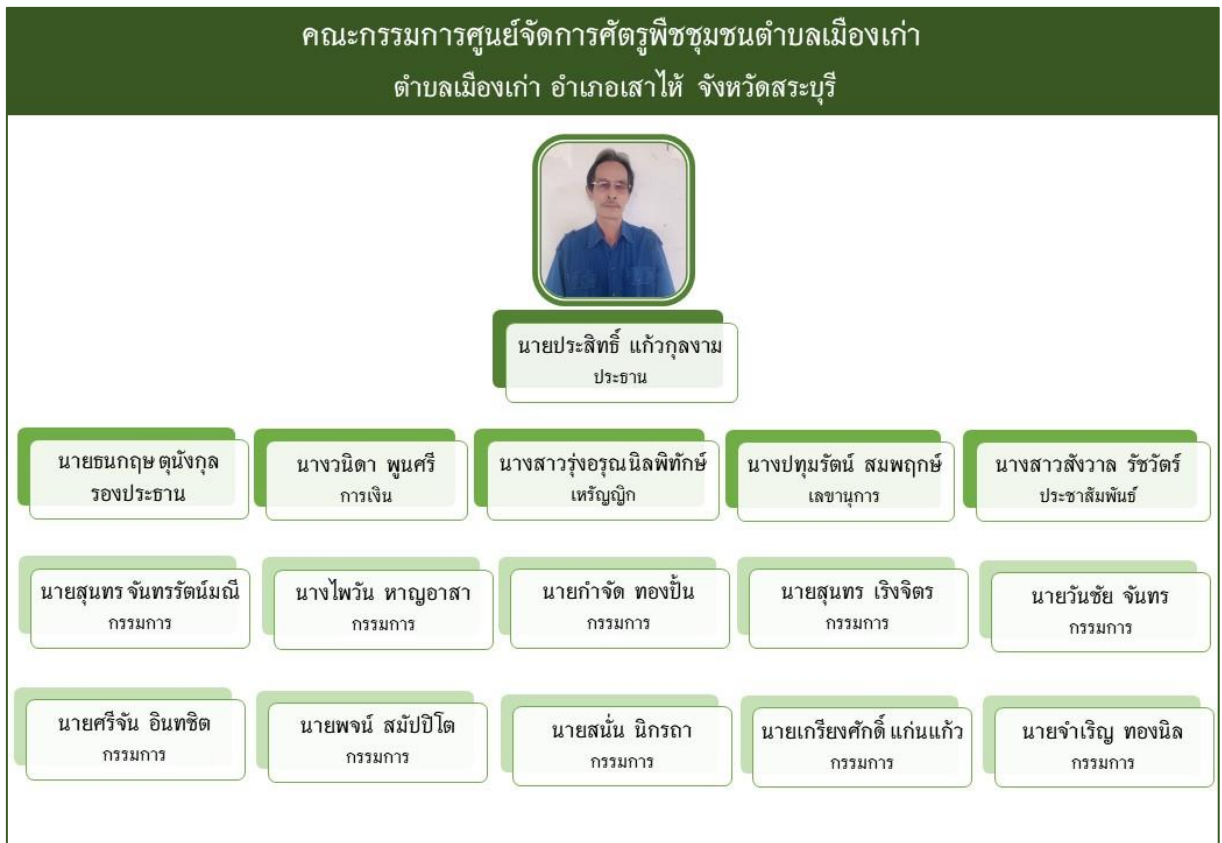 คณะกรรมการศูนย์จัดการศัตรูพืชชุมชนตำบลเมืองเก่า
ตำบลเมืองเก่า อำเภอเสาไห้ จังหวัดสระบุรี
นายประสิทธิ์ แก้วกุลงาม
ประธาน
นายธนกฤษ ตุนังกุล
รองประธาน
นางวนิดา พูนศรี
การเงิน
นางสาวรุ่งอรุณ นิลพิทักษ์
เหรัญญิก
นางปทุมรัตน์ สมพฤกษ์
เลขานุการ
นางสาวสังวาล รัชวัตร์
ประชาสัมพันธ์
นายสุนทร จันทรรัตน์มณี
กรรมการ
นางไพวัน หาญอาสา
กรรมการ
นายกำจัด ทองปั้น
กรรมการ
นายสุนทร เริงจิตร
กรรมการ
นายวันชัย จันทร
กรรมการ
นายศรีจัน อินทชิต
กรรมการ
นายพจน์ สมัปปิโต
กรรมการ
นายสนั่น นิกรถา
กรรมการ
นายเกรียงศักดิ์ แก่นแก้ว
กรรมการ
นายจำเริญ ทองนิล
กรรมการ